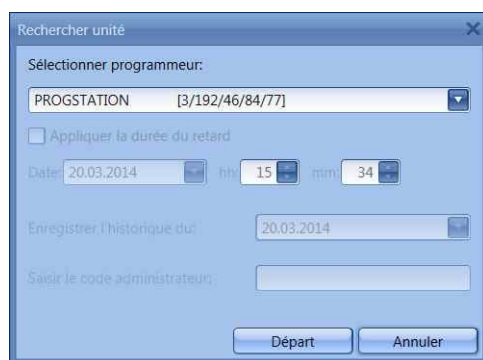 Rechercher unité
Sélectionner programmeur:
PROGSTATION [3/192/46/84/77]
Appliquer la durée du retard
Date: 20.03.2014 hh: 15 mm: 34
Enregistrer l'historique du: 20.03.2014
Saisir le code administrateur:
Départ Annuler